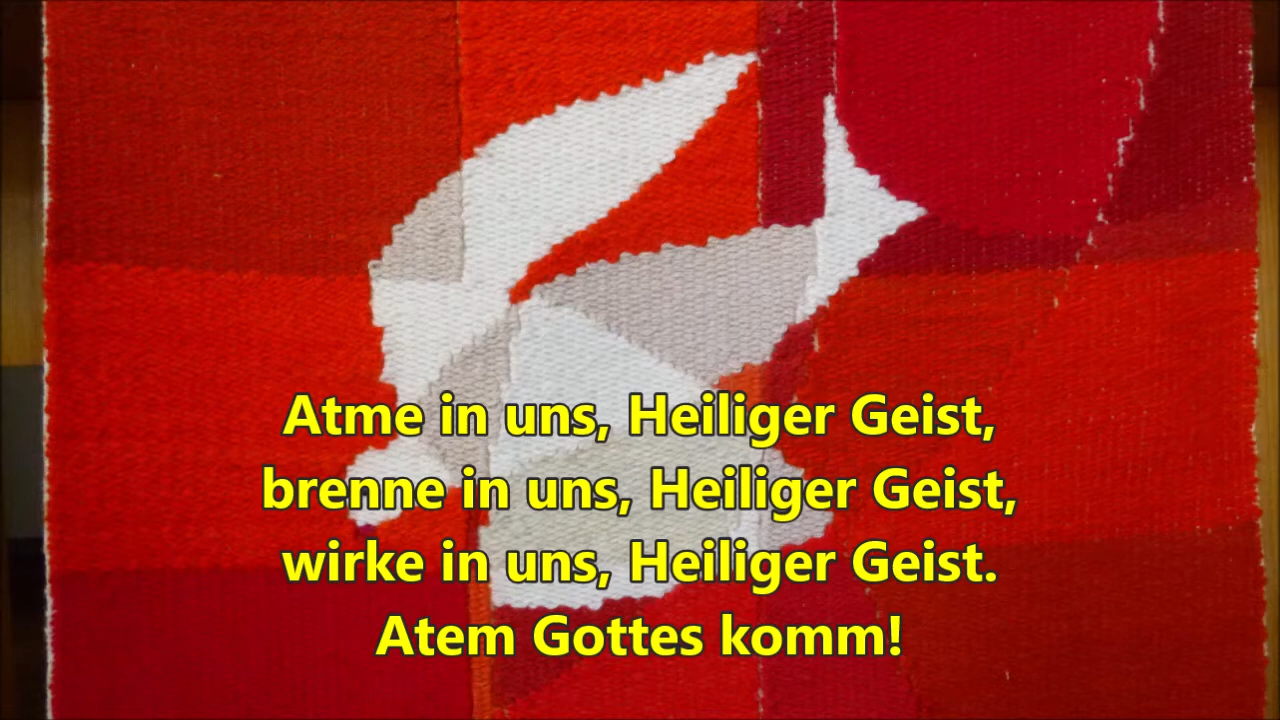 Atme in uns, Heiliger Geist,
brenne in uns, Heiliger Geist,
wirke in uns, Heiliger Geist.
Atem Gottes komm!